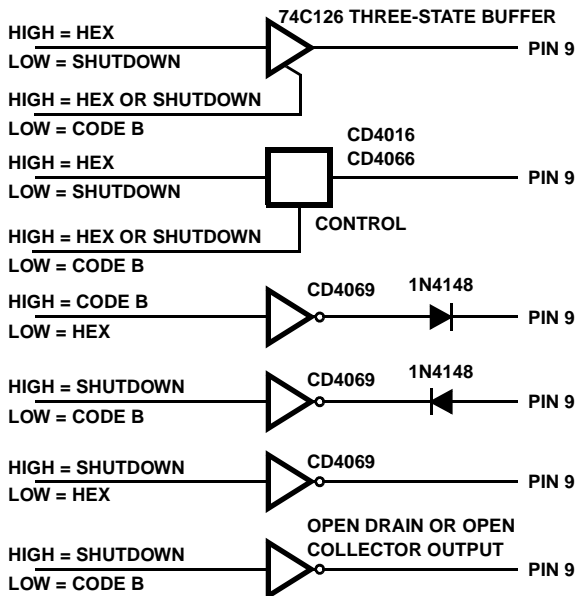 74C126 THREE-STATE BUFFER
HIGH = HEX
LOW = SHUTDOWN
PIN 9
HIGH = HEX OR SHUTDOWN
LOW = CODE B
CD4016
CD4066
HIGH = HEX
LOW = SHUTDOWN
PIN 9
CONTROL
HIGH = HEX OR SHUTDOWN
LOW = CODE B
CD4069
1N4148
HIGH = CODE B
LOW = HEX
PIN 9
CD4069
1N4148
HIGH = SHUTDOWN
LOW = CODE B
PIN 9
CD4069
HIGH = SHUTDOWN
LOW = HEX
PIN 9
OPEN DRAIN OR OPEN
COLLECTOR OUTPUT
HIGH = SHUTDOWN
LOW = CODE B
PIN 9